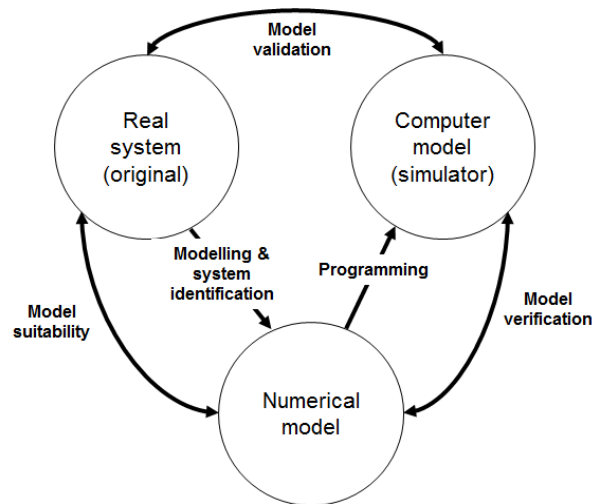 Model
validation
Real
system
(original)
Computer
model
(simulator)
Modelling &
system
identification
Programming
Model
suitability
Model
verification
Numerical
model